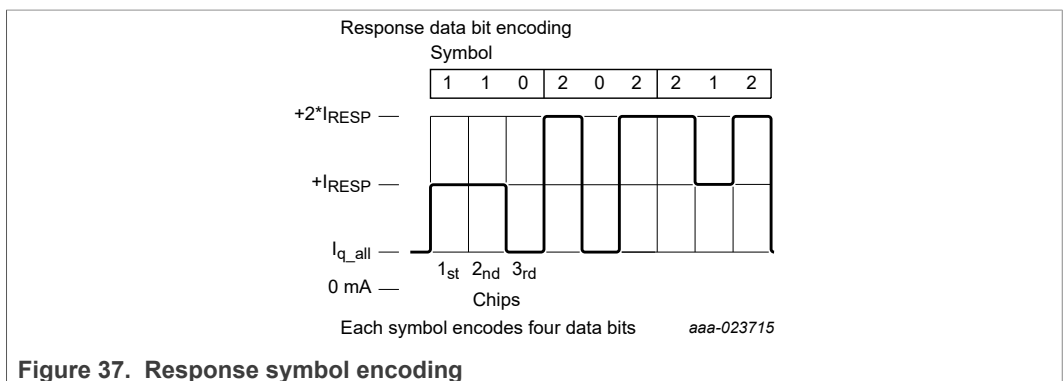 Response data bit encoding
Symbol
1 1 0 2 0 2 2 1 2
+2*IRESP
+IRESP
Iq_all
1st 2nd 3rd
0 mA
Chips
Each symbol encodes four data bits aaa-023715
Figure 37. Response symbol encoding